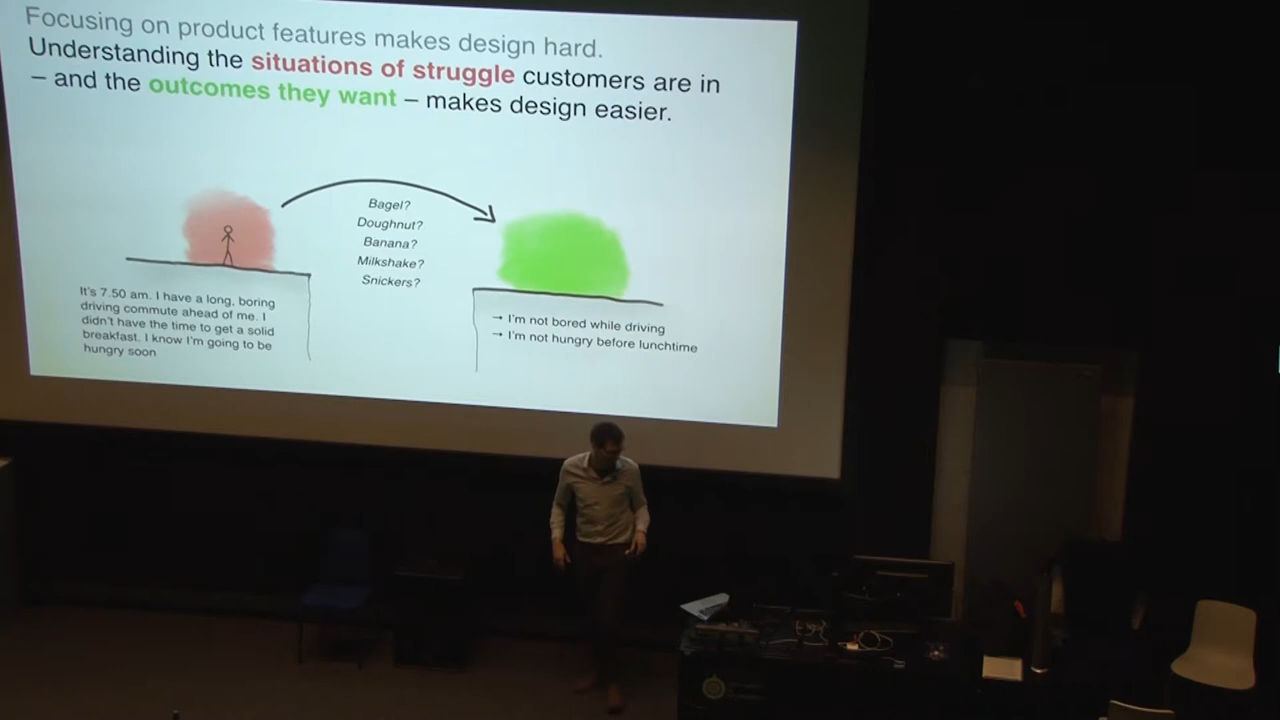 Focusing on product features makes design hard.
Understanding the situations of struggle customers are in
– and the outcomes they want – makes design easier.
Bagel?
Doughnut?
Banana?
Milkshake?
Snickers?
It's 7.50 am. I have a long, boring
driving commute ahead of me. I
didn't have the time to get a solid
breakfast. I know I'm going to be
hungry soon
→ I'm not bored while driving
→ I'm not hungry before lunchtime